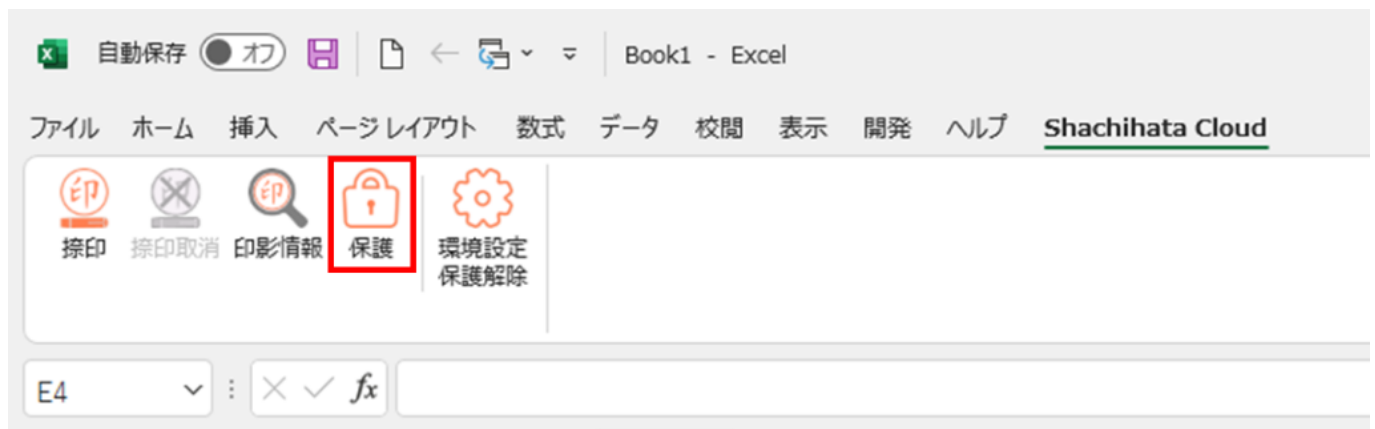 自動保存 オフ Book1 - Excel
ファイル ホーム 挿入 ページ レイアウト 数式 データ 校閲 表示 開発 ヘルプ Shachihata Cloud
印 印 印
捺印 捺印取消 印影情報 保護 環境設定
保護解除
E4 fx